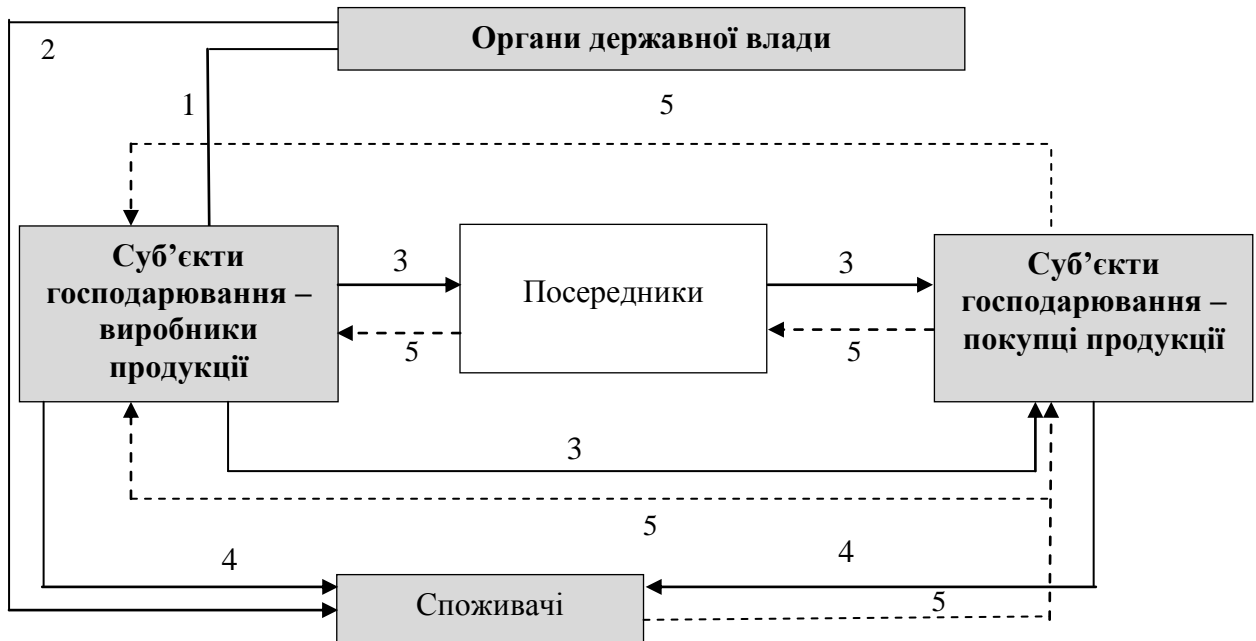 2
Органи державної влади
1
5
Суб’єкти
господарювання –
виробники
продукції
3
Посередники
3
Суб’єкти
господарювання –
покупці продукції
5
5
3
5
4
4
Споживачі
5